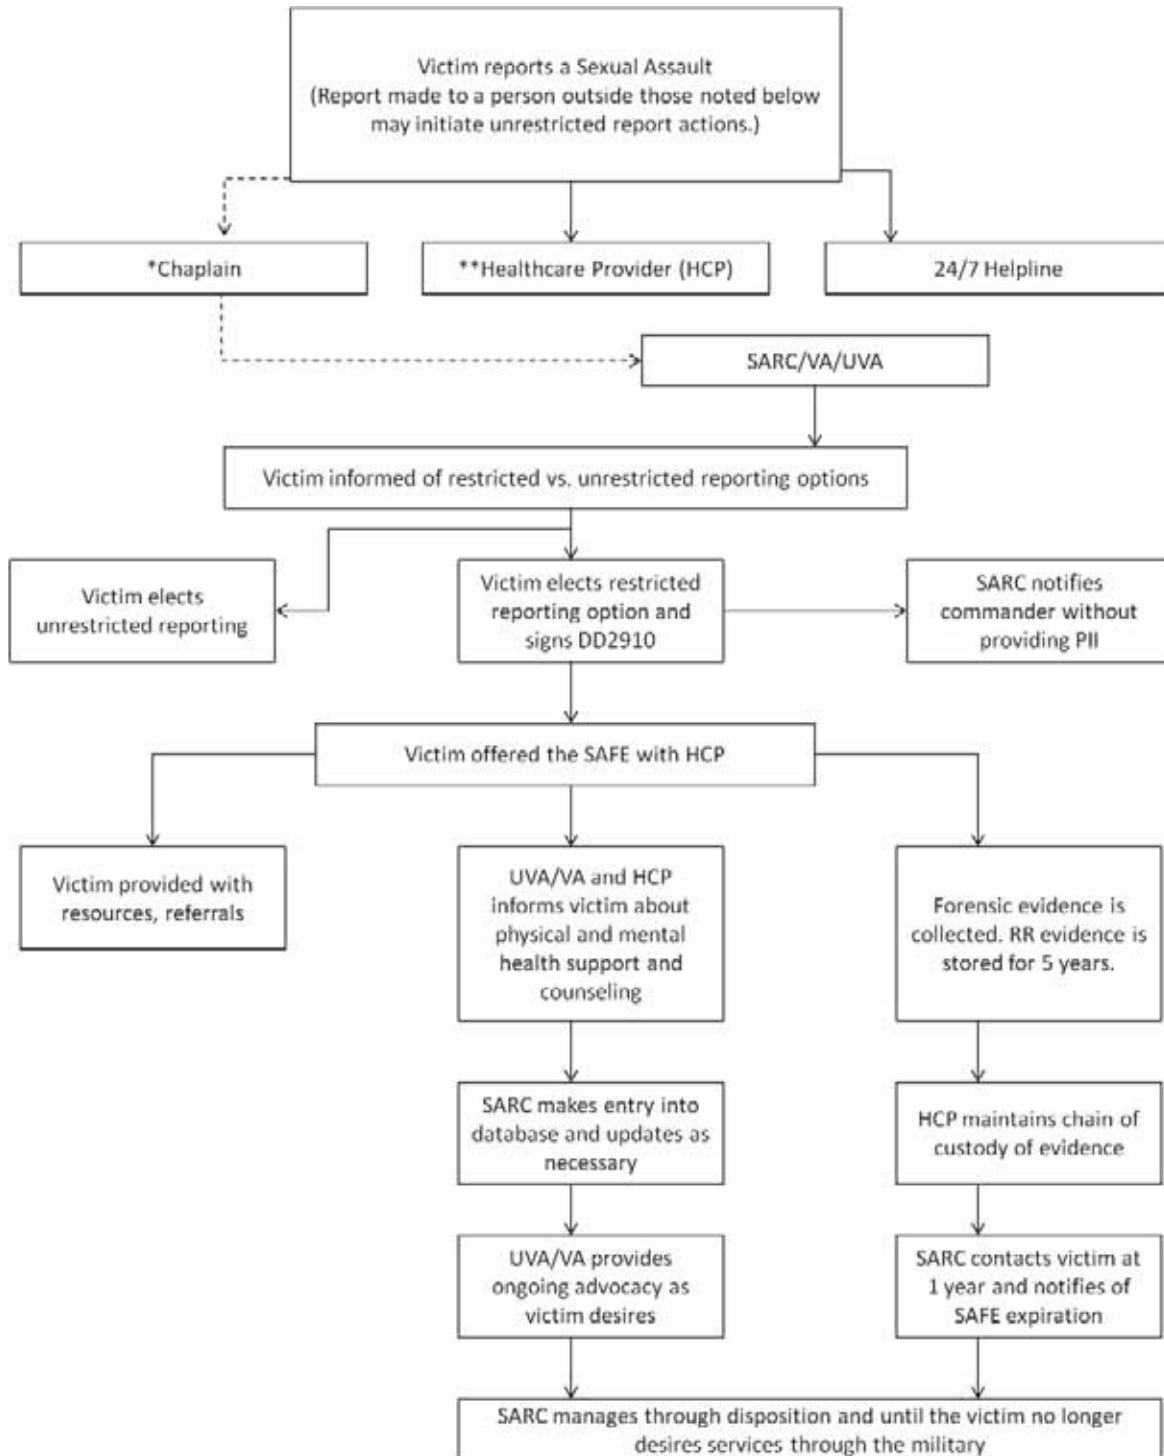 Victim reports a Sexual Assault
(Report made to a person outside those noted below
may initiate unrestricted report actions.)
*Chaplain
**Healthcare Provider (HCP)
24/7 Helpline
SARC/VA/UVA
Victim informed of restricted vs. unrestricted reporting options
Victim elects
unrestricted reporting
Victim elects restricted
reporting option and
signs DD2910
SARC notifies
commander without
providing PII
Victim offered the SAFE with HCP
Victim provided with
resources, referrals
UVA/VA and HCP
informs victim about
physical and mental
health support and
counseling
Forensic evidence is
collected. RR evidence is
stored for 5 years.
SARC makes entry into
database and updates as
necessary
HCP maintains chain of
custody of evidence
UVA/VA provides
ongoing advocacy as
victim desires
SARC contacts victim at
1 year and notifies of
SAFE expiration
SARC manages through disposition and until the victim no longer
desires services through the military